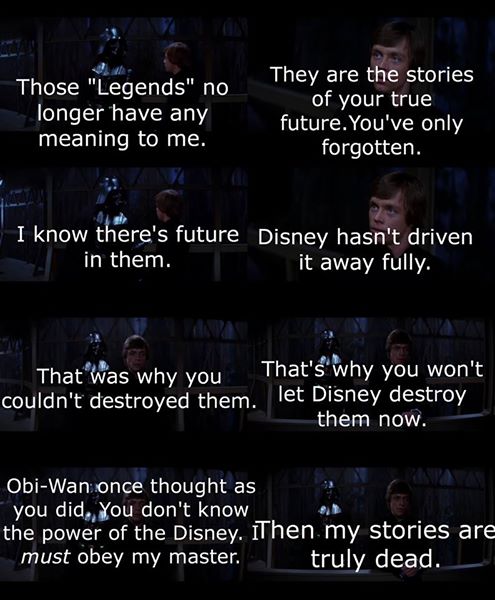 Those "Legends" no
longer have any
meaning to me.
They are the stories
of your true
future.You've only
forgotten.
I know there's future
in them.
Disney hasn't driven
it away fully.
That was why you
couldn't destroyed them.
That's why you won't
let Disney destroy
them now.
Obi-Wan once thought as
you did. You don't know
the power of the Disney. I
must obey my master.
Then my stories are
truly dead.